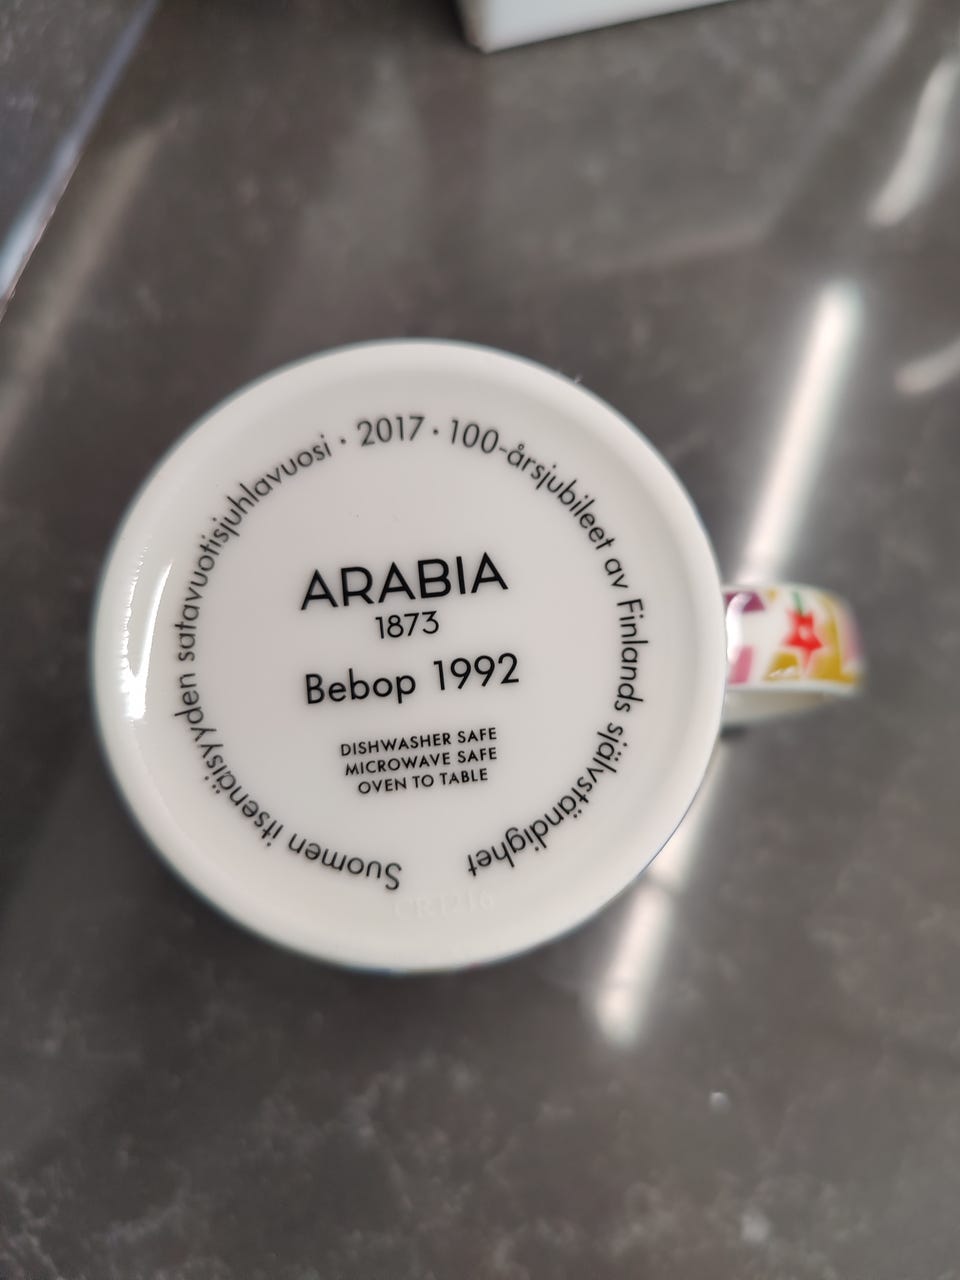 Suomen itsenäisyyden satavuotisjuhlavuosi · 2017 · 100-årsjubileet av Finlands självständighet
ARABIA
1873
Bebop 1992
DISHWASHER SAFE
MICROWAVE SAFE
OVEN TO TABLE